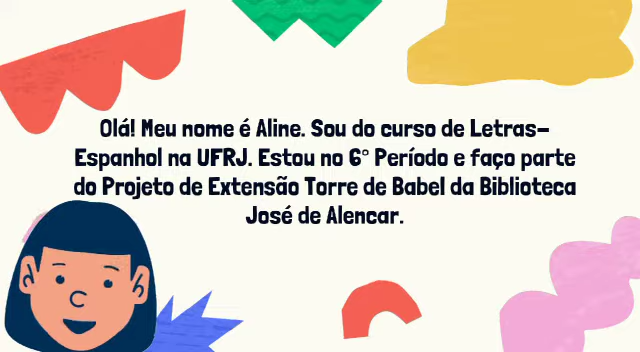 Olá! Meu nome é Aline. Sou do curso de Letras-
Espanhol na UFRJ. Estou no 6° Período e faço parte
do Projeto de Extensão Torre de Babel da Biblioteca
José de Alencar.